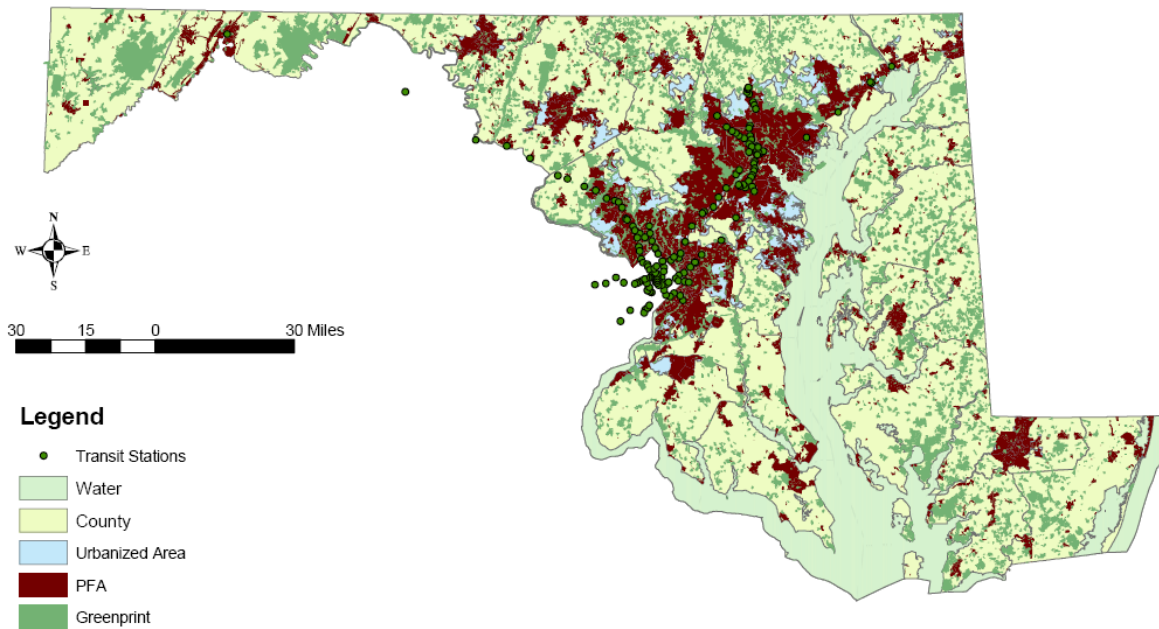 N
W E
S
30 15 0 30 Miles
Legend
Transit Stations
Water
County
Urbanized Area
PFA
Greenprint